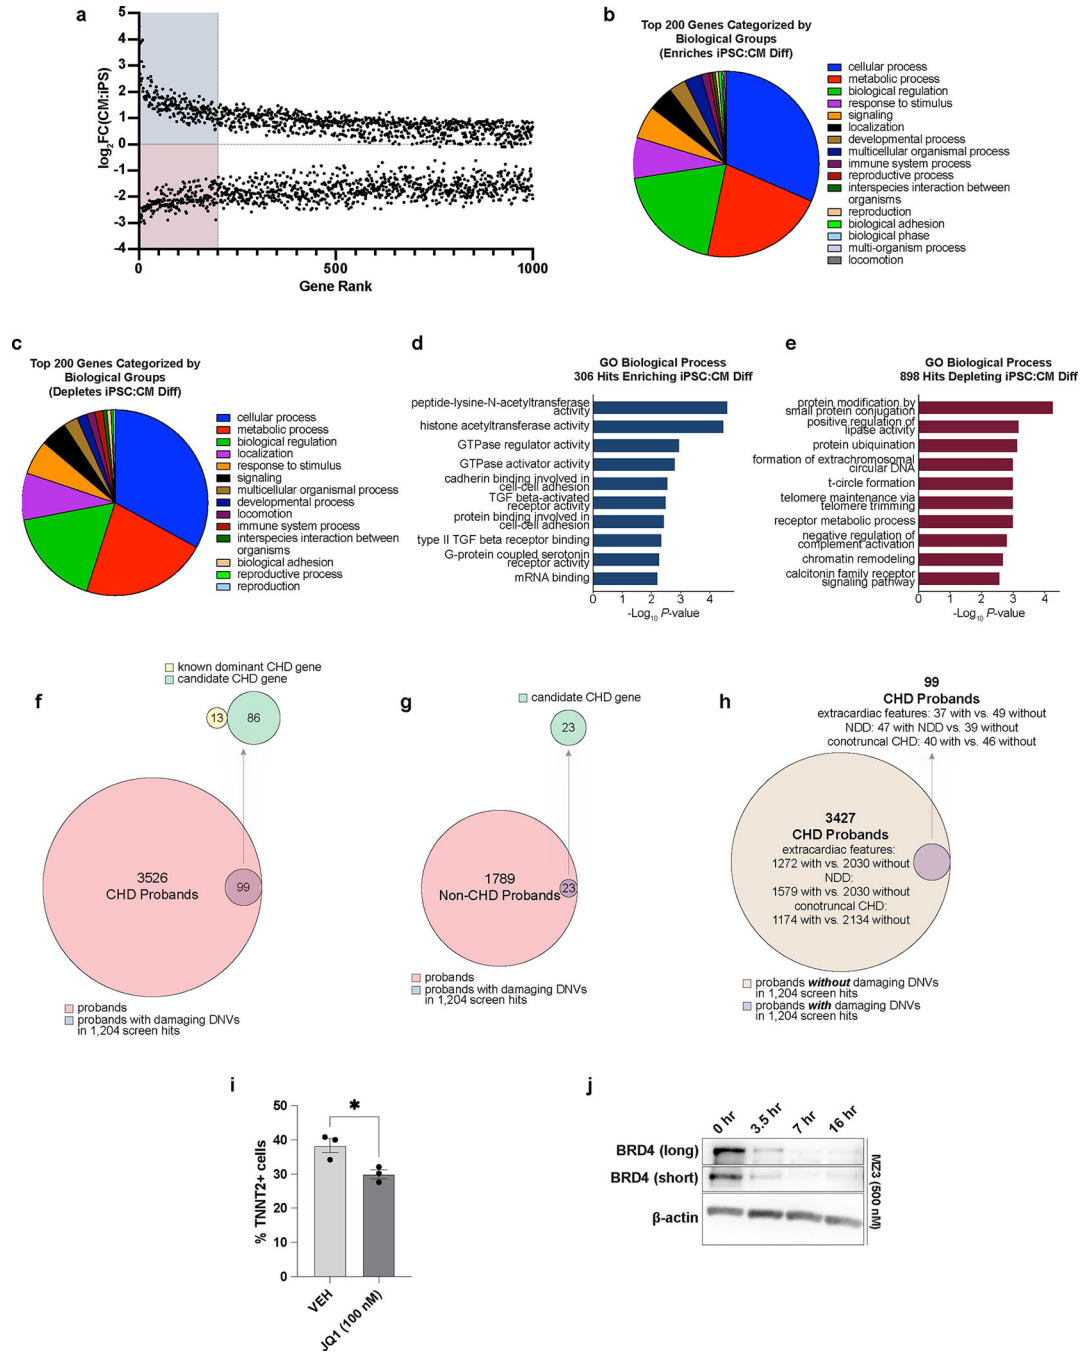 a
log2FC(CM:iPS)
5
4
3
2
1
0
-1
-2
-3
-4
0
500
1000
Gene Rank
b
Top 200 Genes Categorized by
Biological Groups
(Enriches iPSC:CM Diff)
cellular process
metabolic process
biological regulation
response to stimulus
signaling
localization
developmental process
multicellular organismal process
immune system process
reproductive process
interspecies interaction between
organisms
reproduction
biological adhesion
biological phase
multi-organism process
locomotion
c
Top 200 Genes Categorized by
Biological Groups
(Depletes iPSC:CM Diff)
cellular process
metabolic process
biological regulation
localization
response to stimulus
signaling
multicellular organismal process
developmental process
locomotion
immune system process
interspecies interaction between
organisms
biological adhesion
reproductive process
reproduction
d
GO Biological Process
306 Hits Enriching iPSC:CM Diff
peptide-lysine-N-acetyltransferase
activity
histone acetyltransferase activity
GTPase regulator activity
GTPase activator activity
cadherin binding involved in
cell-cell adhesion
TGF beta-activated
receptor activity
protein binding involved in
cell-cell adhesion
type II TGF beta receptor binding
G-protein coupled serotonin
receptor activity
mRNA binding
0 1 2 3 4
-Log10 P-value
e
GO Biological Process
898 Hits Depleting iPSC:CM Diff
protein modification by
small protein conjugation
positive regulation of
lipase activity
protein ubiquination
formation of extrachromosomal
circular DNA
t-circle formation
telomere maintenance via
telomere trimming
receptor metabolic process
negative regulation of
complement activation
chromatin remodeling
calcitonin family receptor
signaling pathway
0 1 2 3 4
-Log10 P-value
f
known dominant CHD gene
candidate CHD gene
13
86
3526
CHD Probands
99
probands
probands with damaging DNVs
in 1,204 screen hits
g
candidate CHD gene
23
1789
Non-CHD Probands
23
probands
probands with damaging DNVs
in 1,204 screen hits
h
99
CHD Probands
extracardiac features: 37 with vs. 49 without
NDD: 47 with NDD vs. 39 without
conotruncal CHD: 40 with vs. 46 without
3427
CHD Probands
extracardiac features:
1272 with vs. 2030 without
NDD:
1579 with vs. 2030 without
conotruncal CHD:
1174 with vs. 2134 without
probands without damaging DNVs
in 1,204 screen hits
probands with damaging DNVs
in 1,204 screen hits
i
% TNNT2+ cells
50
40
30
20
10
0
*
VEH
JQ1 (100 nM)
j
0 hr
3.5 hr
7 hr
16 hr
BRD4 (long)
BRD4 (short)
β-actin
MZ3 (500 nM)